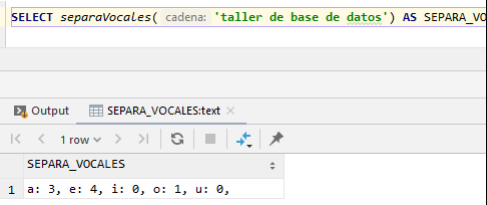 SELECT separaVocales( cadena: 'taller de base de datos') AS SEPARA_VO
Output SEPARA_VOCALES:text
1 row
SEPARA_VOCALES
1 a: 3, e: 4, i: 0, o: 1, u: 0,